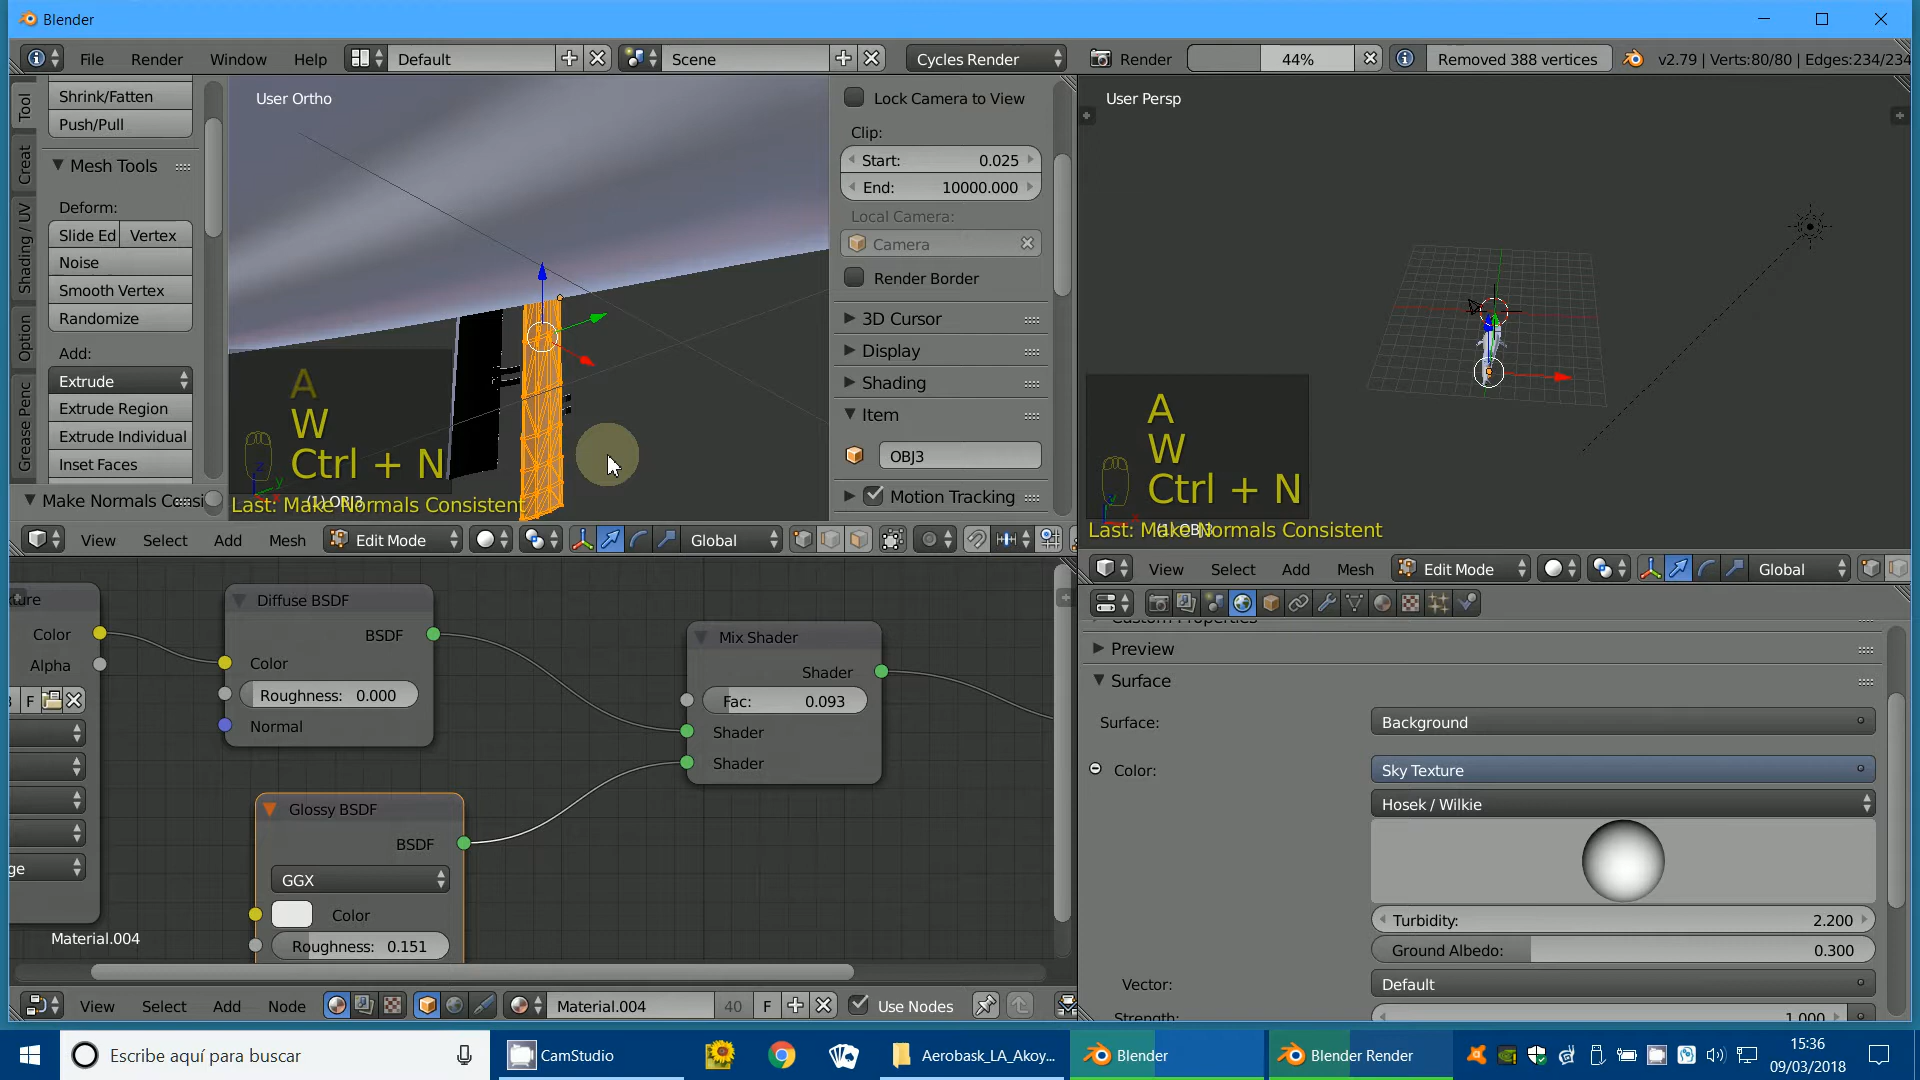 Blender
File
Render
Window
Help
Default
Scene
Cycles Render
Render
44%
Removed 388 vertices
v2.79 | Verts:80/80 | Edges:234/234
Tool
Creat
Shading / UV
Option
Grease Penc
Shrink/Fatten
Push/Pull
Mesh Tools
Deform:
Slide Ed
Vertex
Noise
Smooth Vertex
Randomize
Add:
Extrude
Extrude Region
Extrude Individual
Inset Faces
Make Normals Consi
User Ortho
A
W
Ctrl + N
(1) OBJ3
Last: Make Normals Consistent
Lock Camera to View
Clip:
Start: 0.025
End: 10000.000
Local Camera:
Camera
Render Border
3D Cursor
Display
Shading
Item
OBJ3
Motion Tracking
View
Select
Add
Mesh
Edit Mode
Global
User Persp
A
W
Ctrl + N
(1) OBJ3
Last: Make Normals Consistent
View
Select
Add
Mesh
Edit Mode
Global
ture
Color
Alpha
F
ge
Diffuse BSDF
BSDF
Color
Roughness: 0.000
Normal
Mix Shader
Shader
Fac: 0.093
Shader
Shader
Glossy BSDF
BSDF
GGX
Color
Roughness: 0.151
Material.004
View
Select
Add
Node
Material.004
40
F
Use Nodes
Preview
Surface
Surface:
Background
Color:
Sky Texture
Hosek / Wilkie
Turbidity: 2.200
Ground Albedo: 0.300
Vector:
Default
Strength: 1.000
Escribe aquí para buscar
CamStudio
Aerobask_LA_Akoy...
Blender
Blender Render
15:36
09/03/2018